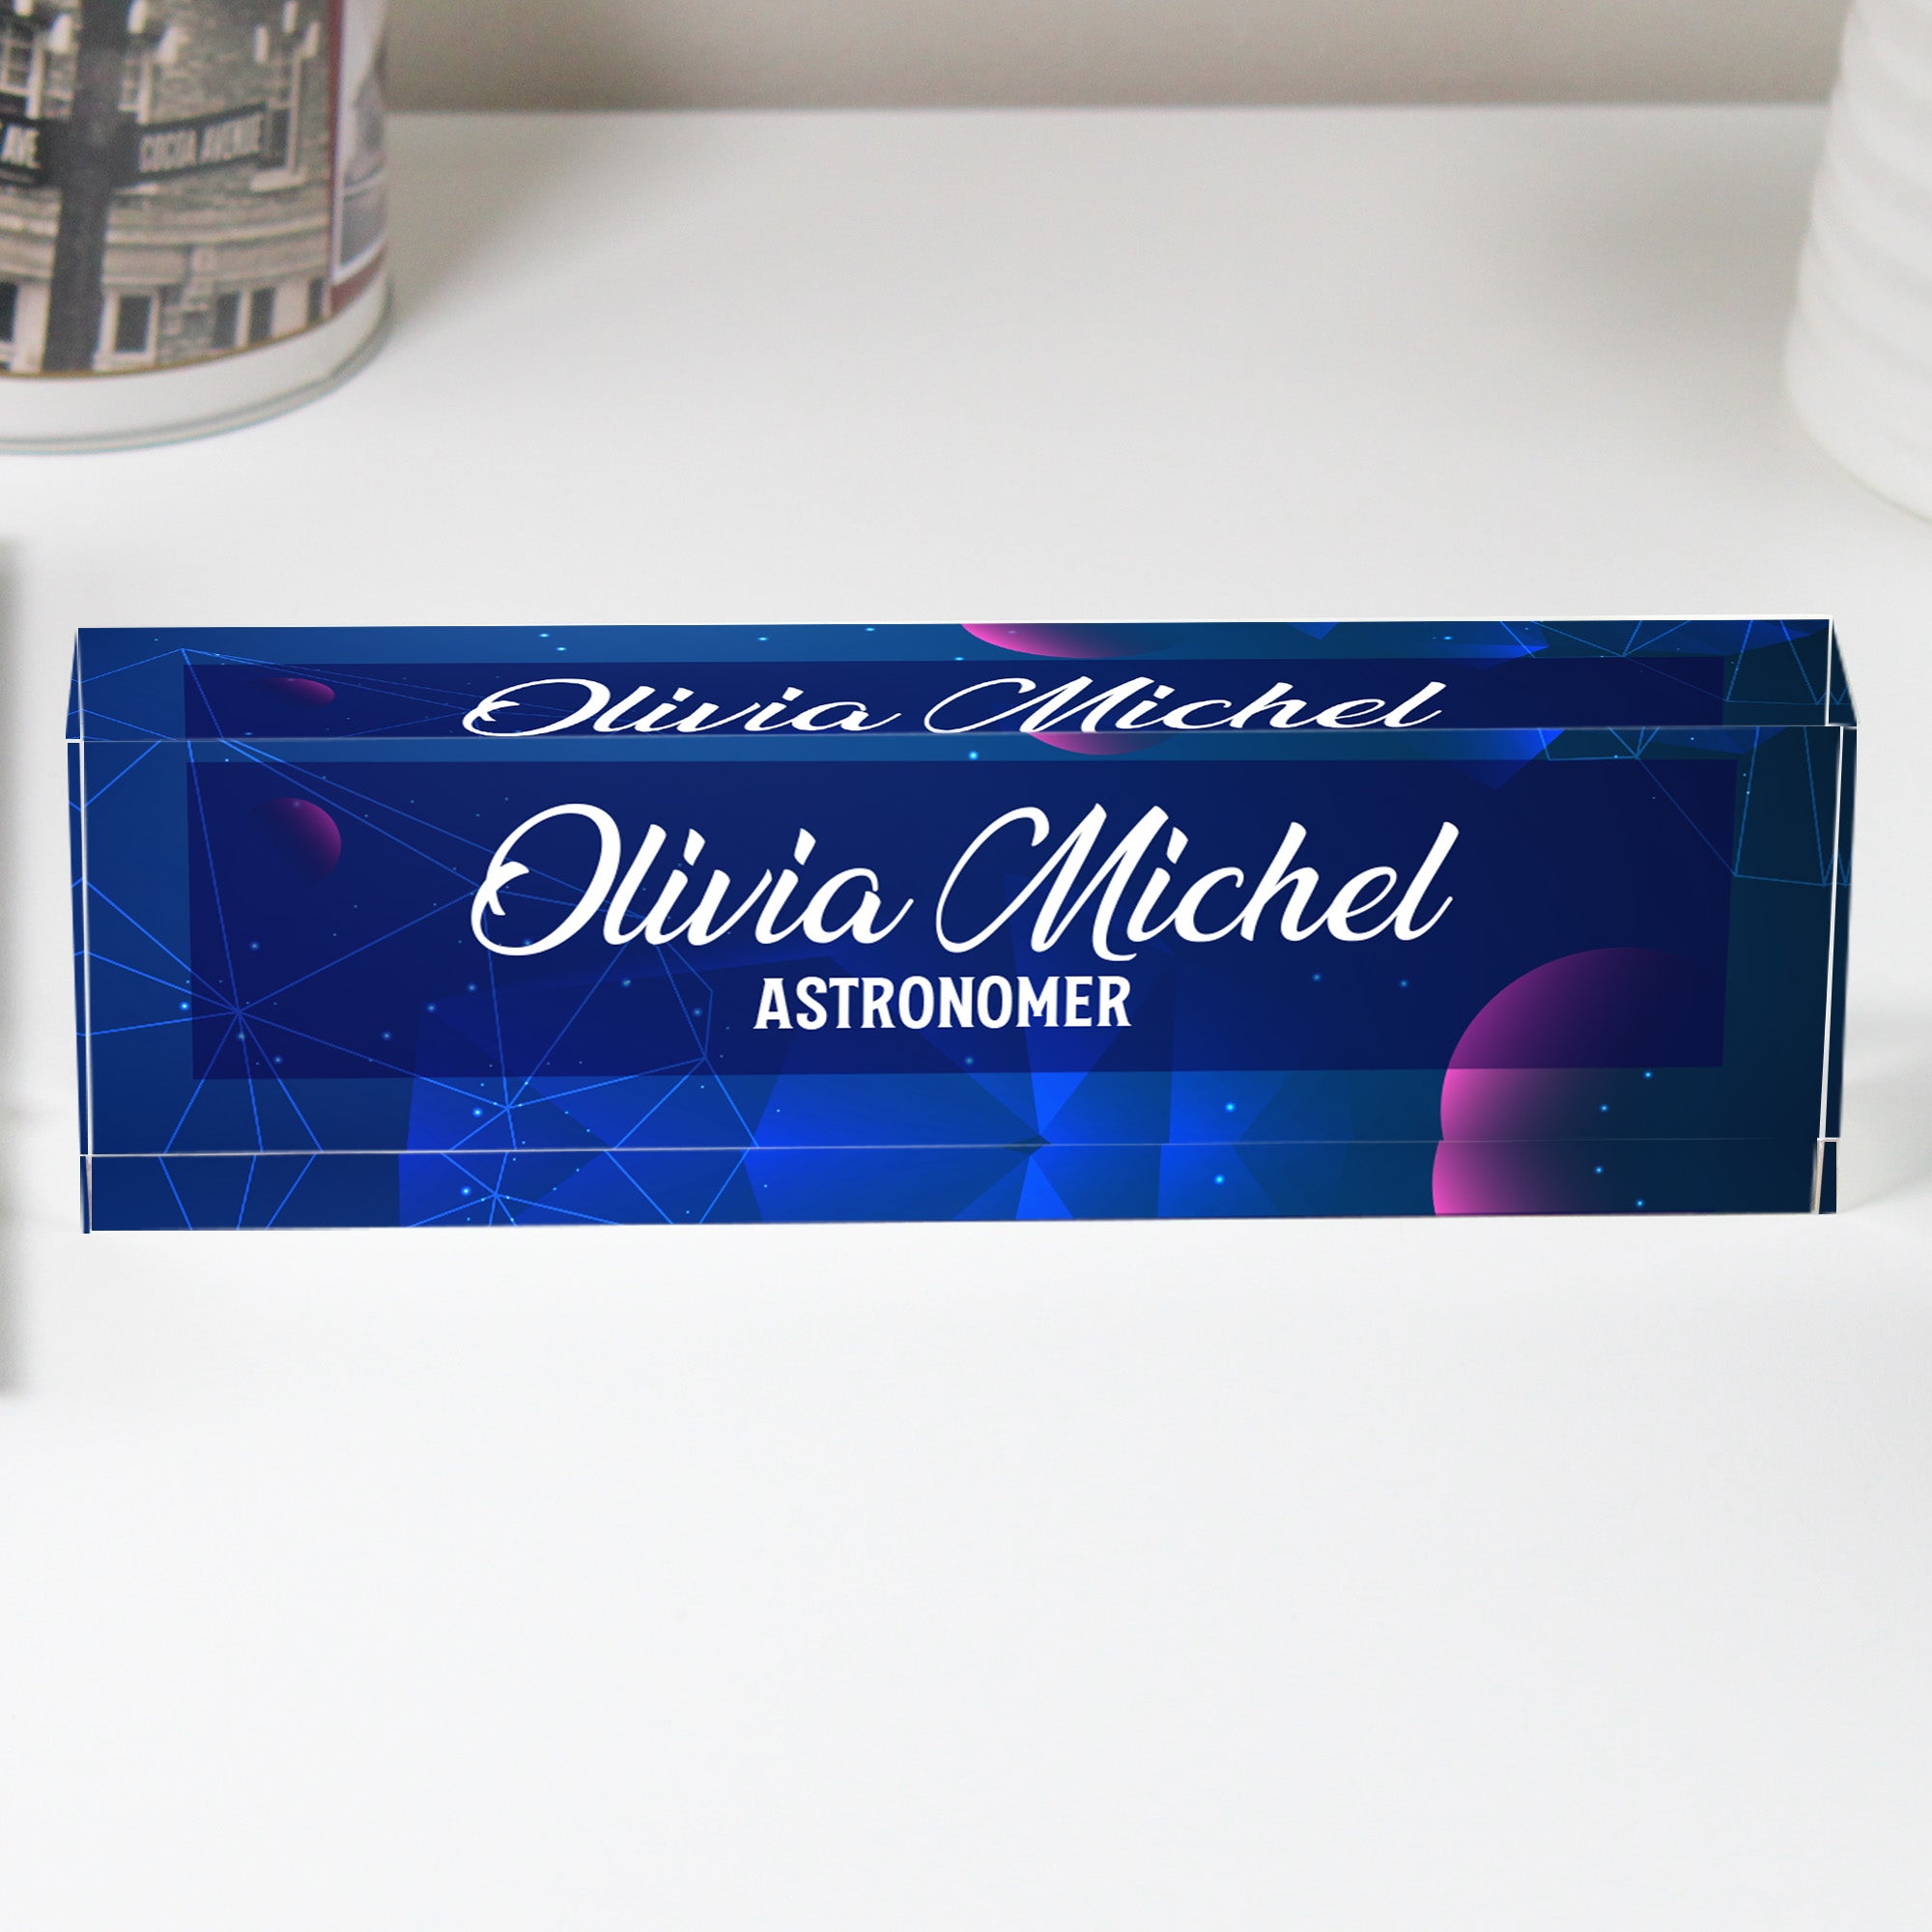 AVE.
COCOA AVENUE
Olivia Michel
Olivia Michel
ASTRONOMER